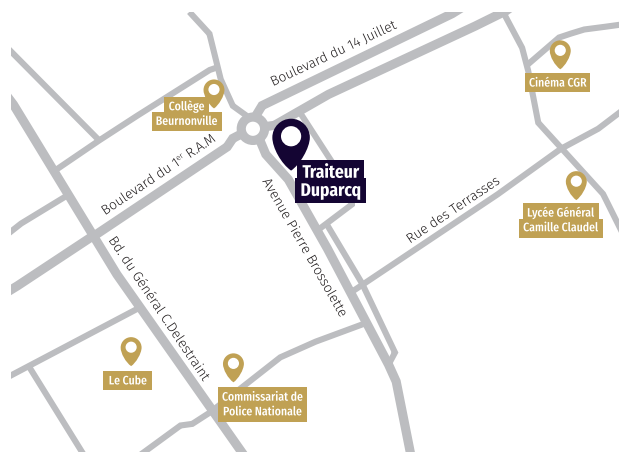 Boulevard du 14 Juillet
Cinéma CGR
Collège
Beurnonville
Boulevard du 1er R.A.M
Traiteur
Duparcq
Avenue Pierre Brossolette
Rue des Terrasses
Lycée Général
Camille Claudel
Bd. du Général C.Delestraint
Le Cube
Commissariat de
Police Nationale